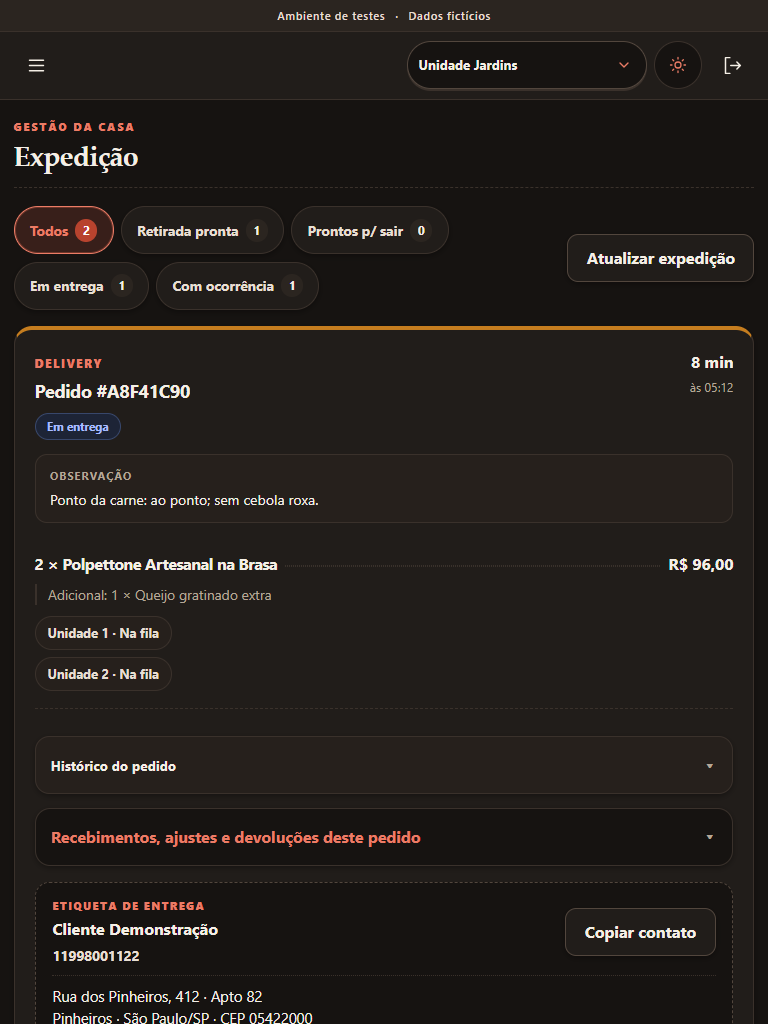 Ambiente de testes · Dados fictícios
Unidade Jardins
GESTÃO DA CASA
Expedição
Todos 2
Retirada pronta 1
Prontos p/ sair 0
Em entrega 1
Com ocorrência 1
Atualizar expedição
DELIVERY
8 min
Pedido #A8F41C90
às 05:12
Em entrega
OBSERVAÇÃO
Ponto da carne: ao ponto; sem cebola roxa.
2 × Polpettone Artesanal na Brasa R$ 96,00
Adicional: 1 × Queijo gratinado extra
Unidade 1 · Na fila
Unidade 2 · Na fila
Histórico do pedido
Recebimentos, ajustes e devoluções deste pedido
ETIQUETA DE ENTREGA
Cliente Demonstração
11998001122
Copiar contato
Rua dos Pinheiros, 412 · Apto 82
Pinheiros · São Paulo/SP · CEP 05422000